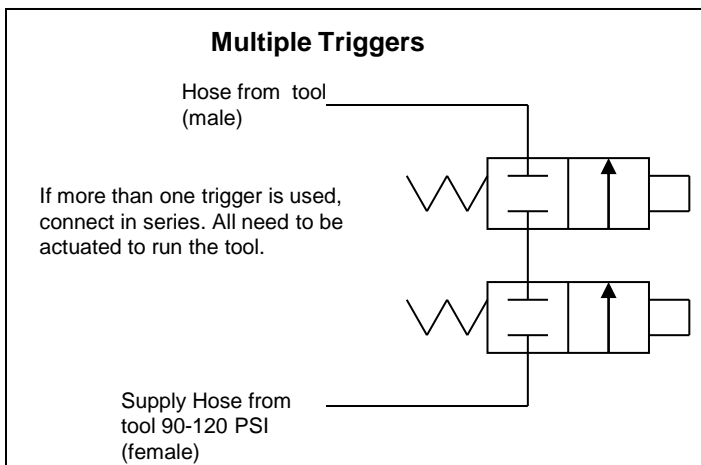 Multiple Triggers
Hose from tool
(male)
If more than one trigger is used,
connect in series. All need to be
actuated to run the tool.
Supply Hose from
tool 90-120 PSI
(female)